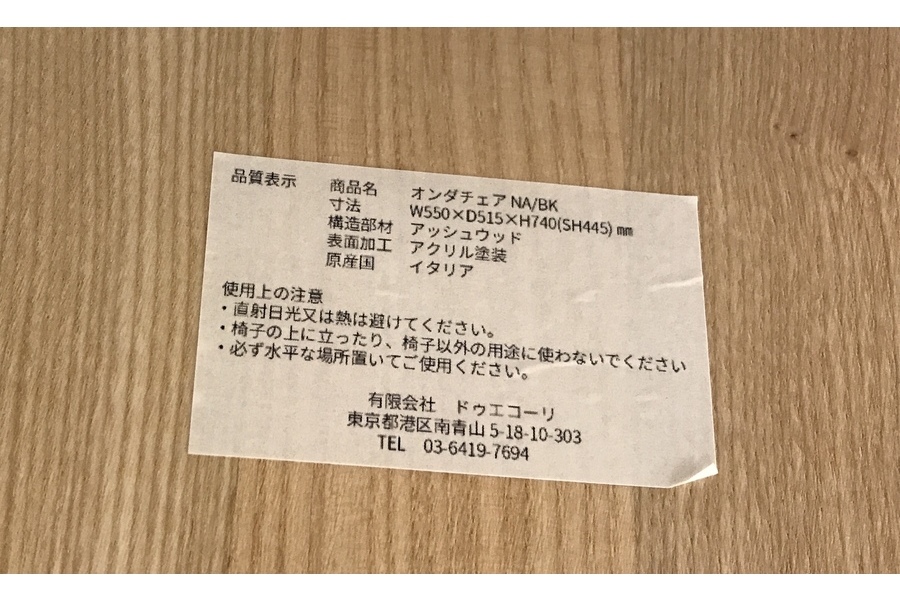 品質表示 商品名 オンダチェア NA/BK
寸法 W550×D515×H740(SH445) ㎜
構造部材 アッシュウッド
表面加工 アクリル塗装
原産国 イタリア
使用上の注意
・直射日光又は熱は避けてください。
・椅子の上に立ったり、椅子以外の用途に使わないでください
・必ず水平な場所置いてご使用ください。
有限会社 ドゥエコーリ
東京都港区南青山 5-18-10-303
TEL 03-6419-7694